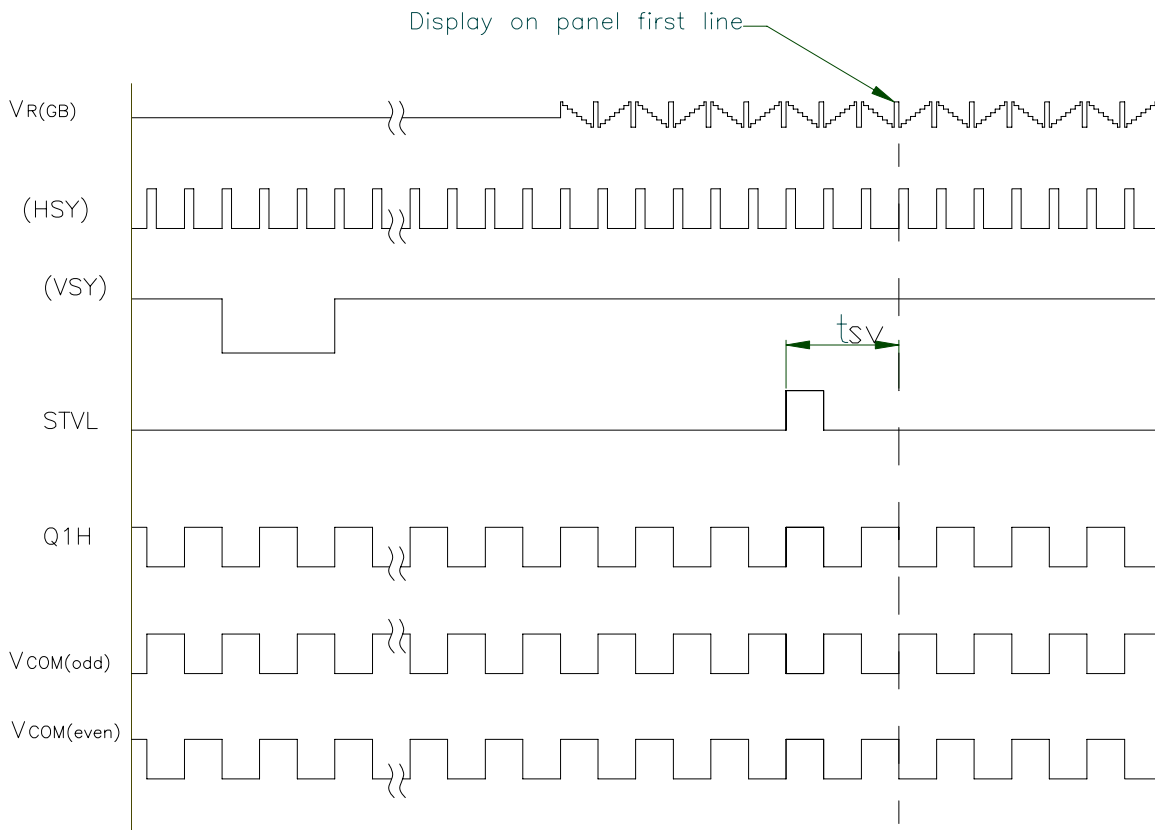 Display on panel first line
VR(GB)
(HSY)
(VSY)
tsv
STVL
Q1H
VCOM(odd)
VCOM(even)